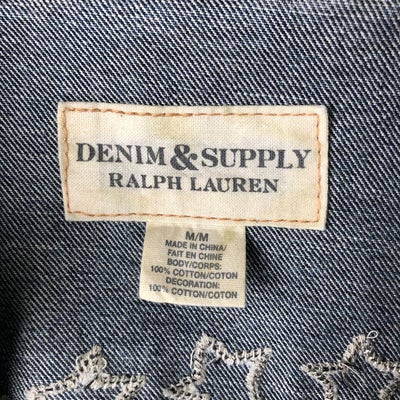 DENIM & SUPPLY
RALPH LAUREN
M/M
MADE IN CHINA/
FAIT EN CHINE
BODY/CORPS:
100% COTTON/COTON
DECORATION:
100% COTTON/COTON